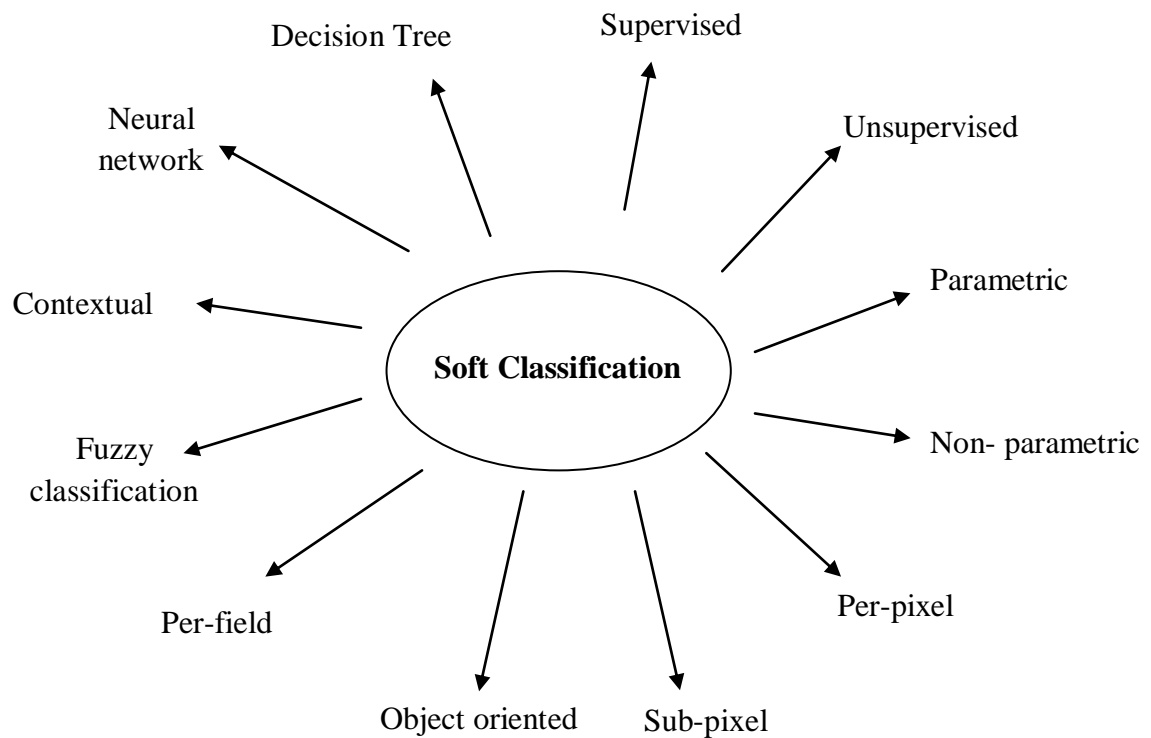 Decision Tree
Supervised
Neural
network
Unsupervised
Contextual
Parametric
Soft Classification
Fuzzy
classification
Non- parametric
Per-field
Per-pixel
Object oriented
Sub-pixel